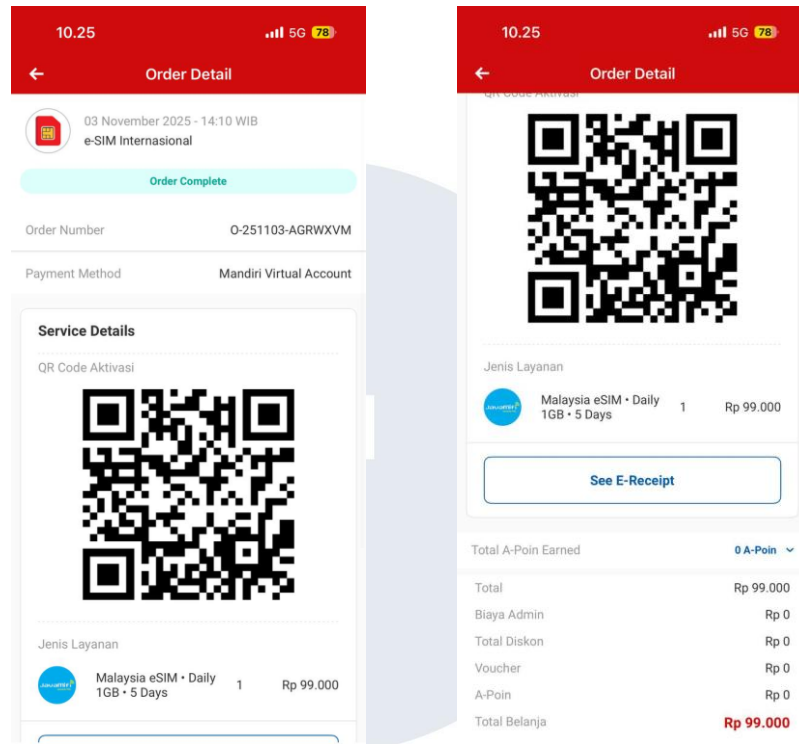 10.25
5G 78
Order Detail
03 November 2025 - 14:10 WIB
e-SIM Internasional
Order Complete
Order Number O-251103-AGRWXVM
Payment Method Mandiri Virtual Account
Service Details
QR Code Aktivasi
Jenis Layanan
Malaysia eSIM • Daily 1 Rp 99.000
1GB • 5 Days
10.25
5G 78
Order Detail
QR Code Aktivasi
Jenis Layanan
Malaysia eSIM • Daily 1 Rp 99.000
1GB • 5 Days
See E-Receipt
Total A-Poin Earned 0 A-Poin
Total Rp 99.000
Biaya Admin Rp 0
Total Diskon Rp 0
Voucher Rp 0
A-Poin Rp 0
Total Belanja Rp 99.000